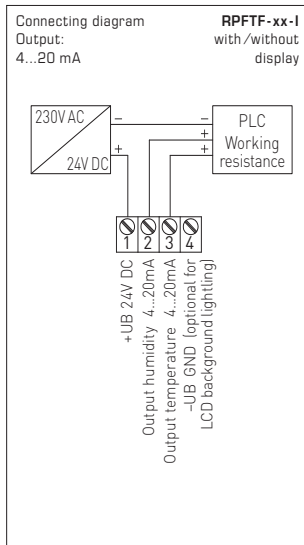 Connecting diagram
Output:
4...20 mA
RPFTF-xx-I
with/without
display
230V AC
24V DC
–
–
+
+
+
PLC
Working
resistance
1
2
3
4
+UB 24V DC
Output humidity 4...20mA
Output temperature 4...20mA
–UB GND (optional for
LCD background lightling)